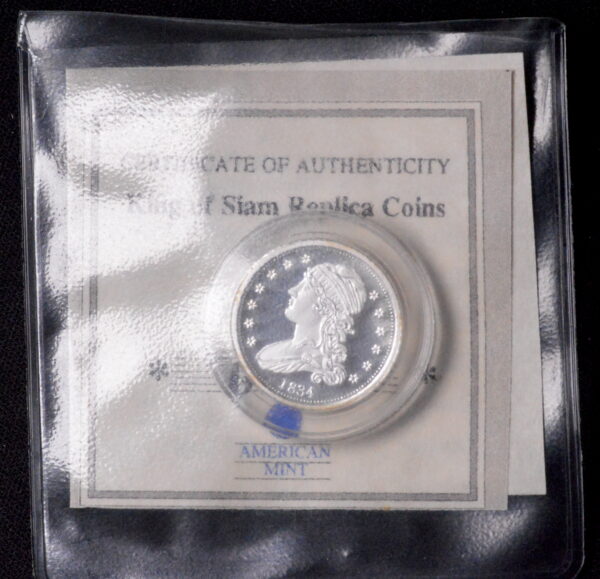 CERTIFICATE OF AUTHENTICITY
King of Siam Replica Coins
1834
AMERICAN
MINT